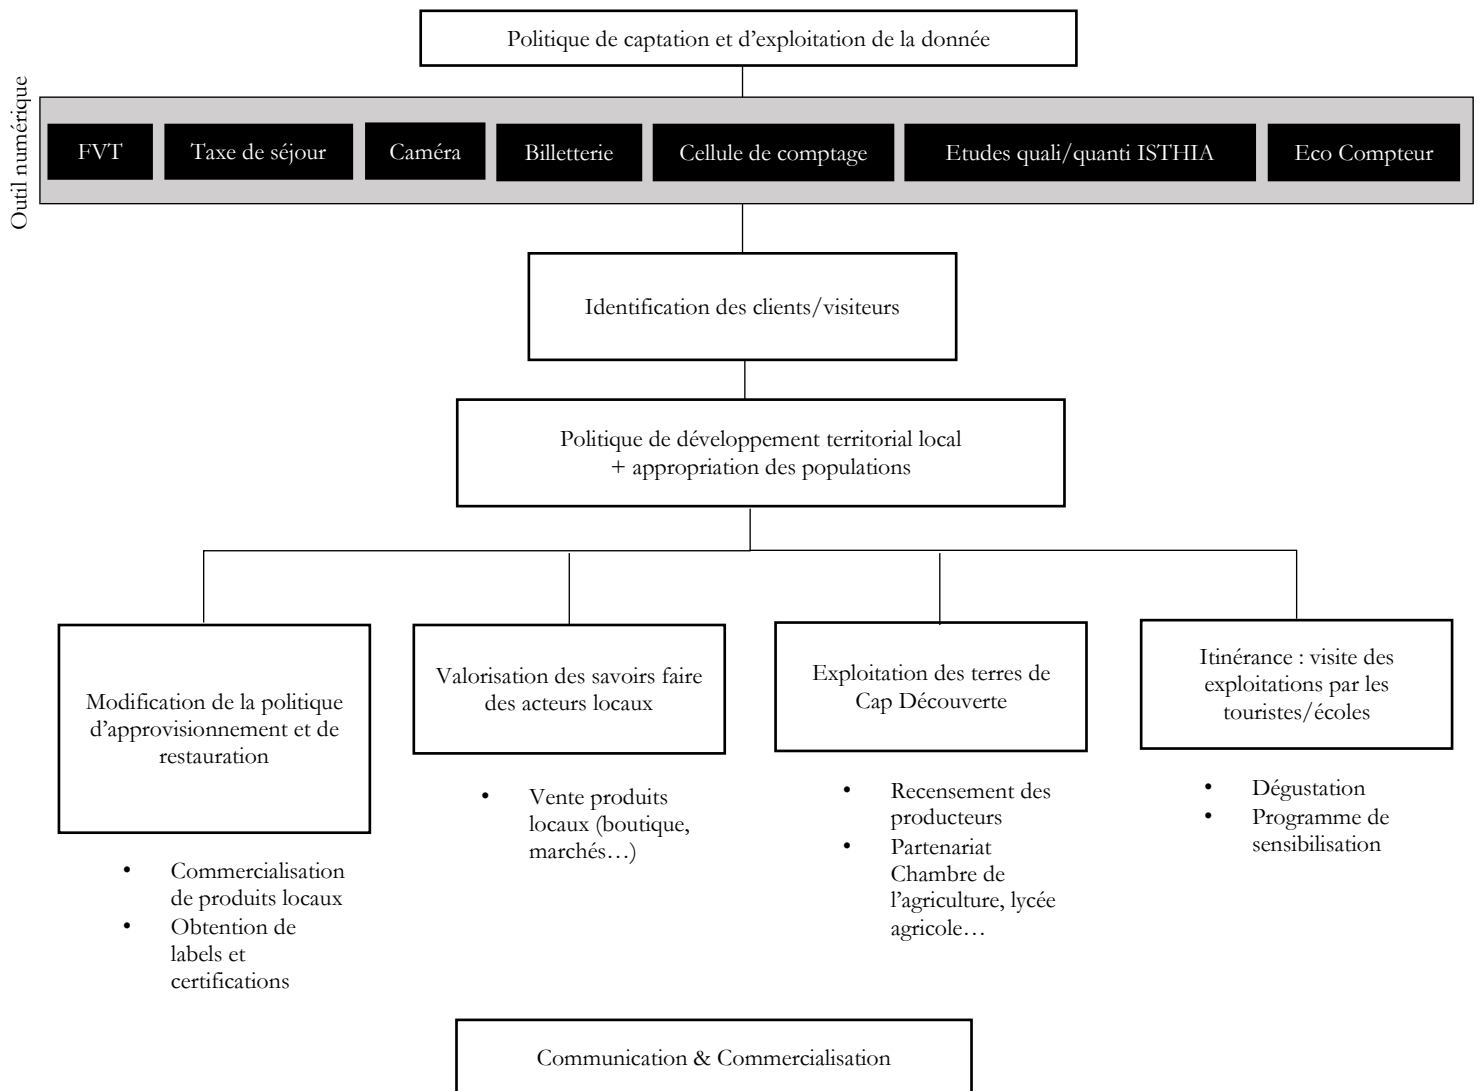 Politique de captation et d'exploitation de la donnée
Outil numérique
FVT
Taxe de séjour
Caméra
Billetterie
Cellule de comptage
Etudes quali/quanti ISTHIA
Eco Compteur
Identification des clients/visiteurs
Politique de développement territorial local
+ appropriation des populations
Modification de la politique
d'approvisionnement et de
restauration
• Commercialisation
de produits locaux
• Obtention de
labels et
certifications
Valorisation des savoirs faire
des acteurs locaux
• Vente produits
locaux (boutique,
marchés…)
Exploitation des terres de
Cap Découverte
• Recensement des
producteurs
• Partenariat
Chambre de
l'agriculture, lycée
agricole…
Itinérance : visite des
exploitations par les
touristes/écoles
• Dégustation
• Programme de
sensibilisation
Communication & Commercialisation